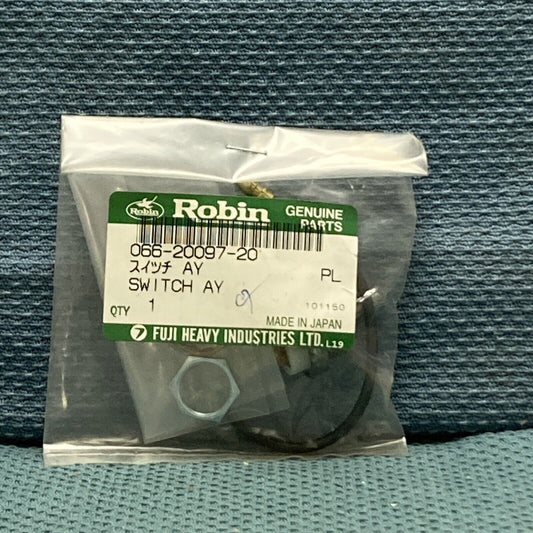 Robin Robin GENUINE PARTS
066-20097-20
スイッチ AY PL
SWITCH AY
101150
QTY 1
MADE IN JAPAN
FUJI HEAVY INDUSTRIES LTD. L19